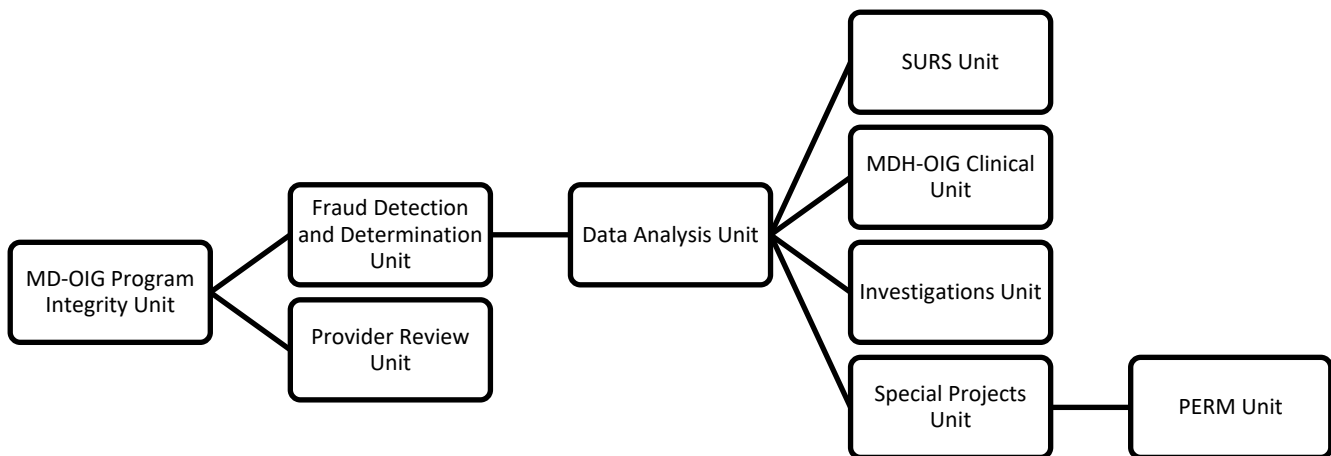 MD-OIG Program
Integrity Unit
Fraud Detection
and Determination
Unit
Provider Review
Unit
Data Analysis Unit
SURS Unit
MDH-OIG Clinical
Unit
Investigations Unit
Special Projects
Unit
PERM Unit